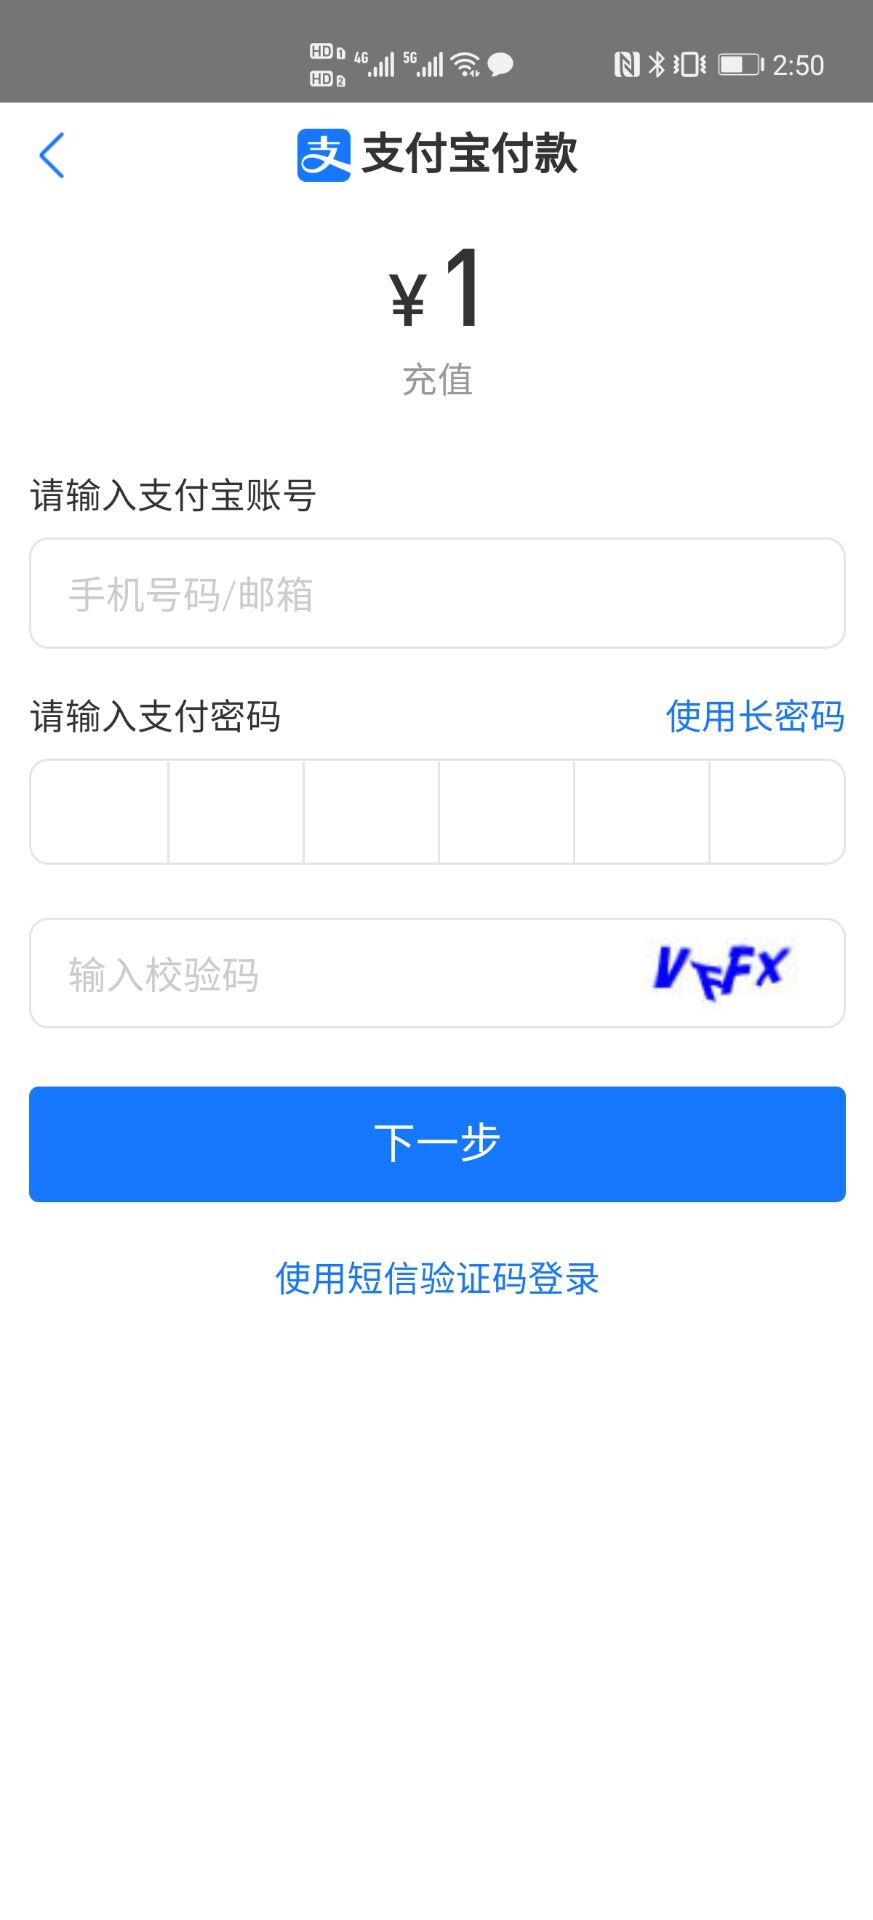 HD 1 4G 5G 2:50
HD 2
支 支付宝付款
¥1
充值
请输入支付宝账号
手机号码/邮箱
请输入支付密码 使用长密码
输入校验码 VFFX
下一步
使用短信验证码登录